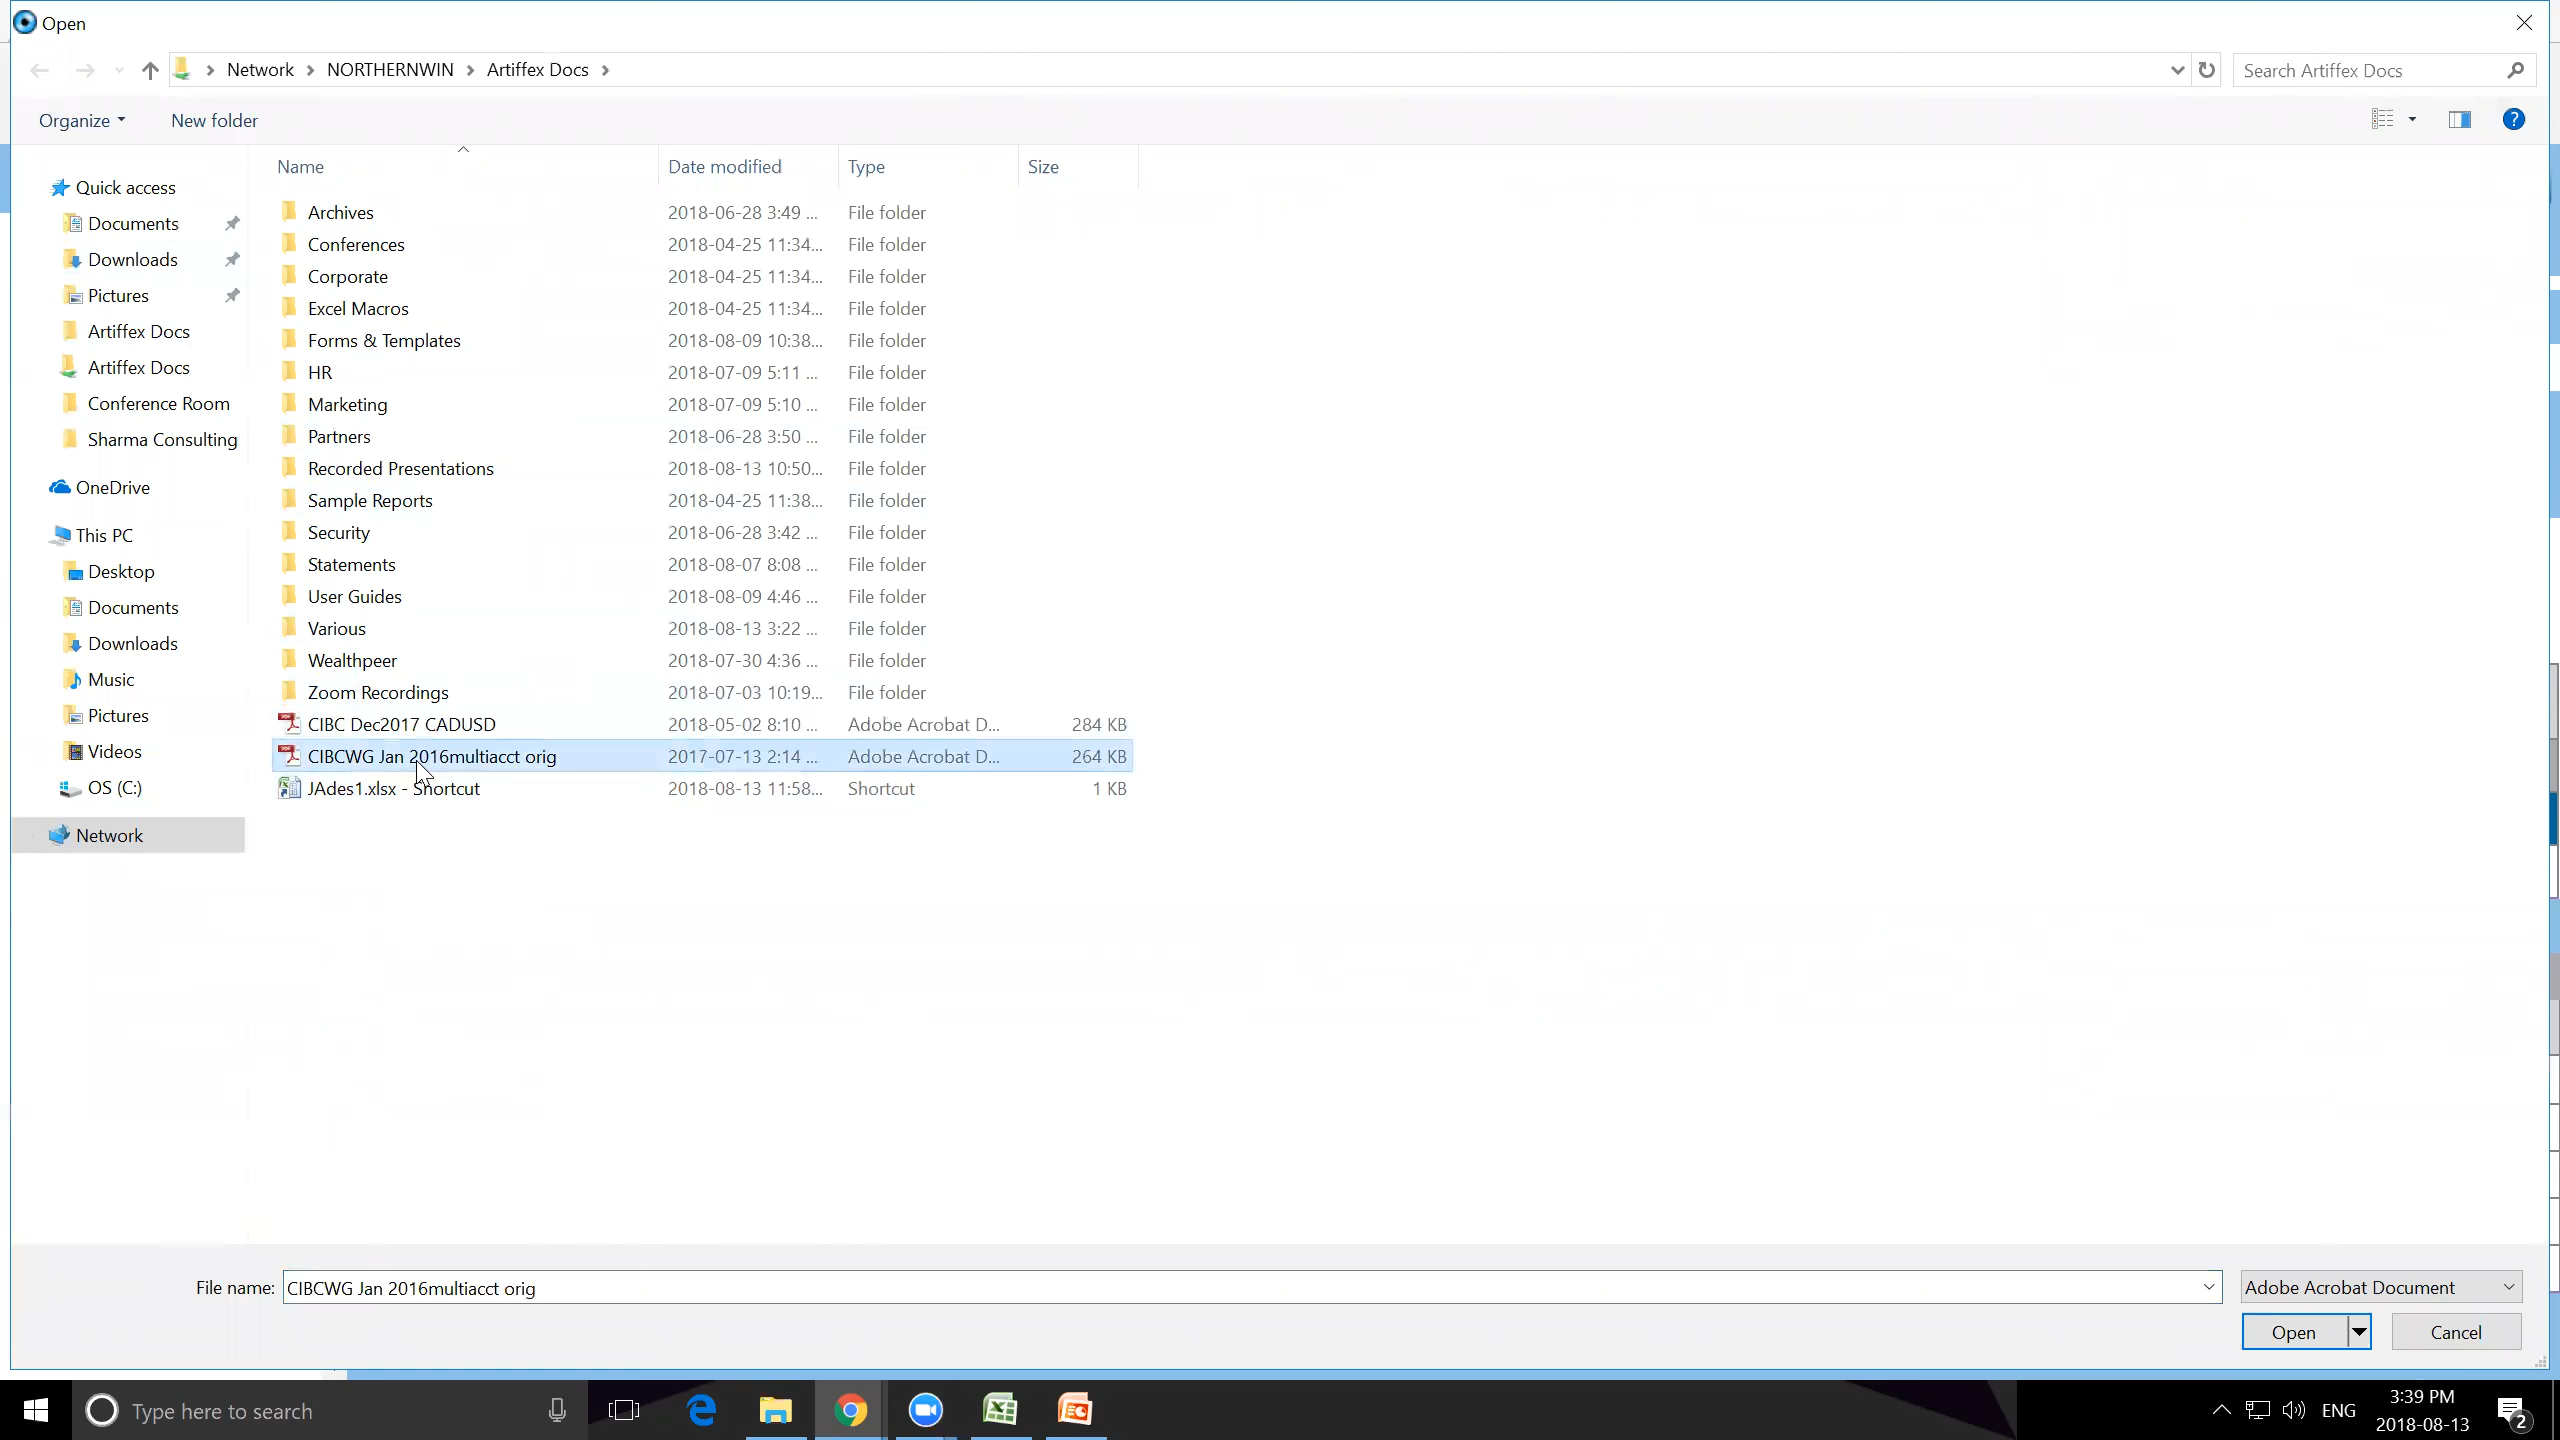 Open
Network NORTHERNWIN Artiffex Docs
Search Artiffex Docs
Organize New folder
Name Date modified Type Size
Quick access
Documents
Downloads
Pictures
Artiffex Docs
Artiffex Docs
Conference Room
Sharma Consulting
OneDrive
This PC
Desktop
Documents
Downloads
Music
Pictures
Videos
OS (C:)
Network
Archives 2018-06-28 3:49 ... File folder
Conferences 2018-04-25 11:34... File folder
Corporate 2018-04-25 11:34... File folder
Excel Macros 2018-04-25 11:34... File folder
Forms & Templates 2018-08-09 10:38... File folder
HR 2018-07-09 5:11 ... File folder
Marketing 2018-07-09 5:10 ... File folder
Partners 2018-06-28 3:50 ... File folder
Recorded Presentations 2018-08-13 10:50... File folder
Sample Reports 2018-04-25 11:38... File folder
Security 2018-06-28 3:42 ... File folder
Statements 2018-08-07 8:08 ... File folder
User Guides 2018-08-09 4:46 ... File folder
Various 2018-08-13 3:22 ... File folder
Wealthpeer 2018-07-30 4:36 ... File folder
Zoom Recordings 2018-07-03 10:19... File folder
CIBC Dec2017 CADUSD 2018-05-02 8:10 ... Adobe Acrobat D... 284 KB
CIBCWG Jan 2016multiacct orig 2017-07-13 2:14 ... Adobe Acrobat D... 264 KB
JAdes1.xlsx - Shortcut 2018-08-13 11:58... Shortcut 1 KB
File name: CIBCWG Jan 2016multiacct orig
Adobe Acrobat Document
Open Cancel
Type here to search
ENG
3:39 PM
2018-08-13
2